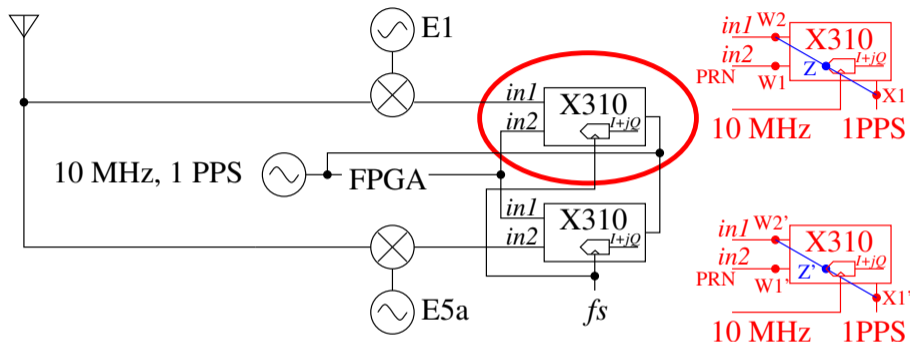 E1
in1
in2
X310
I+jQ
10 MHz, 1 PPS
FPGA
in1
in2
X310
I+jQ
E5a
fs
in1
W2
X310
in2
Z
I+jQ
PRN
W1
X1
10 MHz
1PPS
in1
W2'
X310
in2
Z'
I+jQ
PRN
W1'
X1'
10 MHz
1PPS